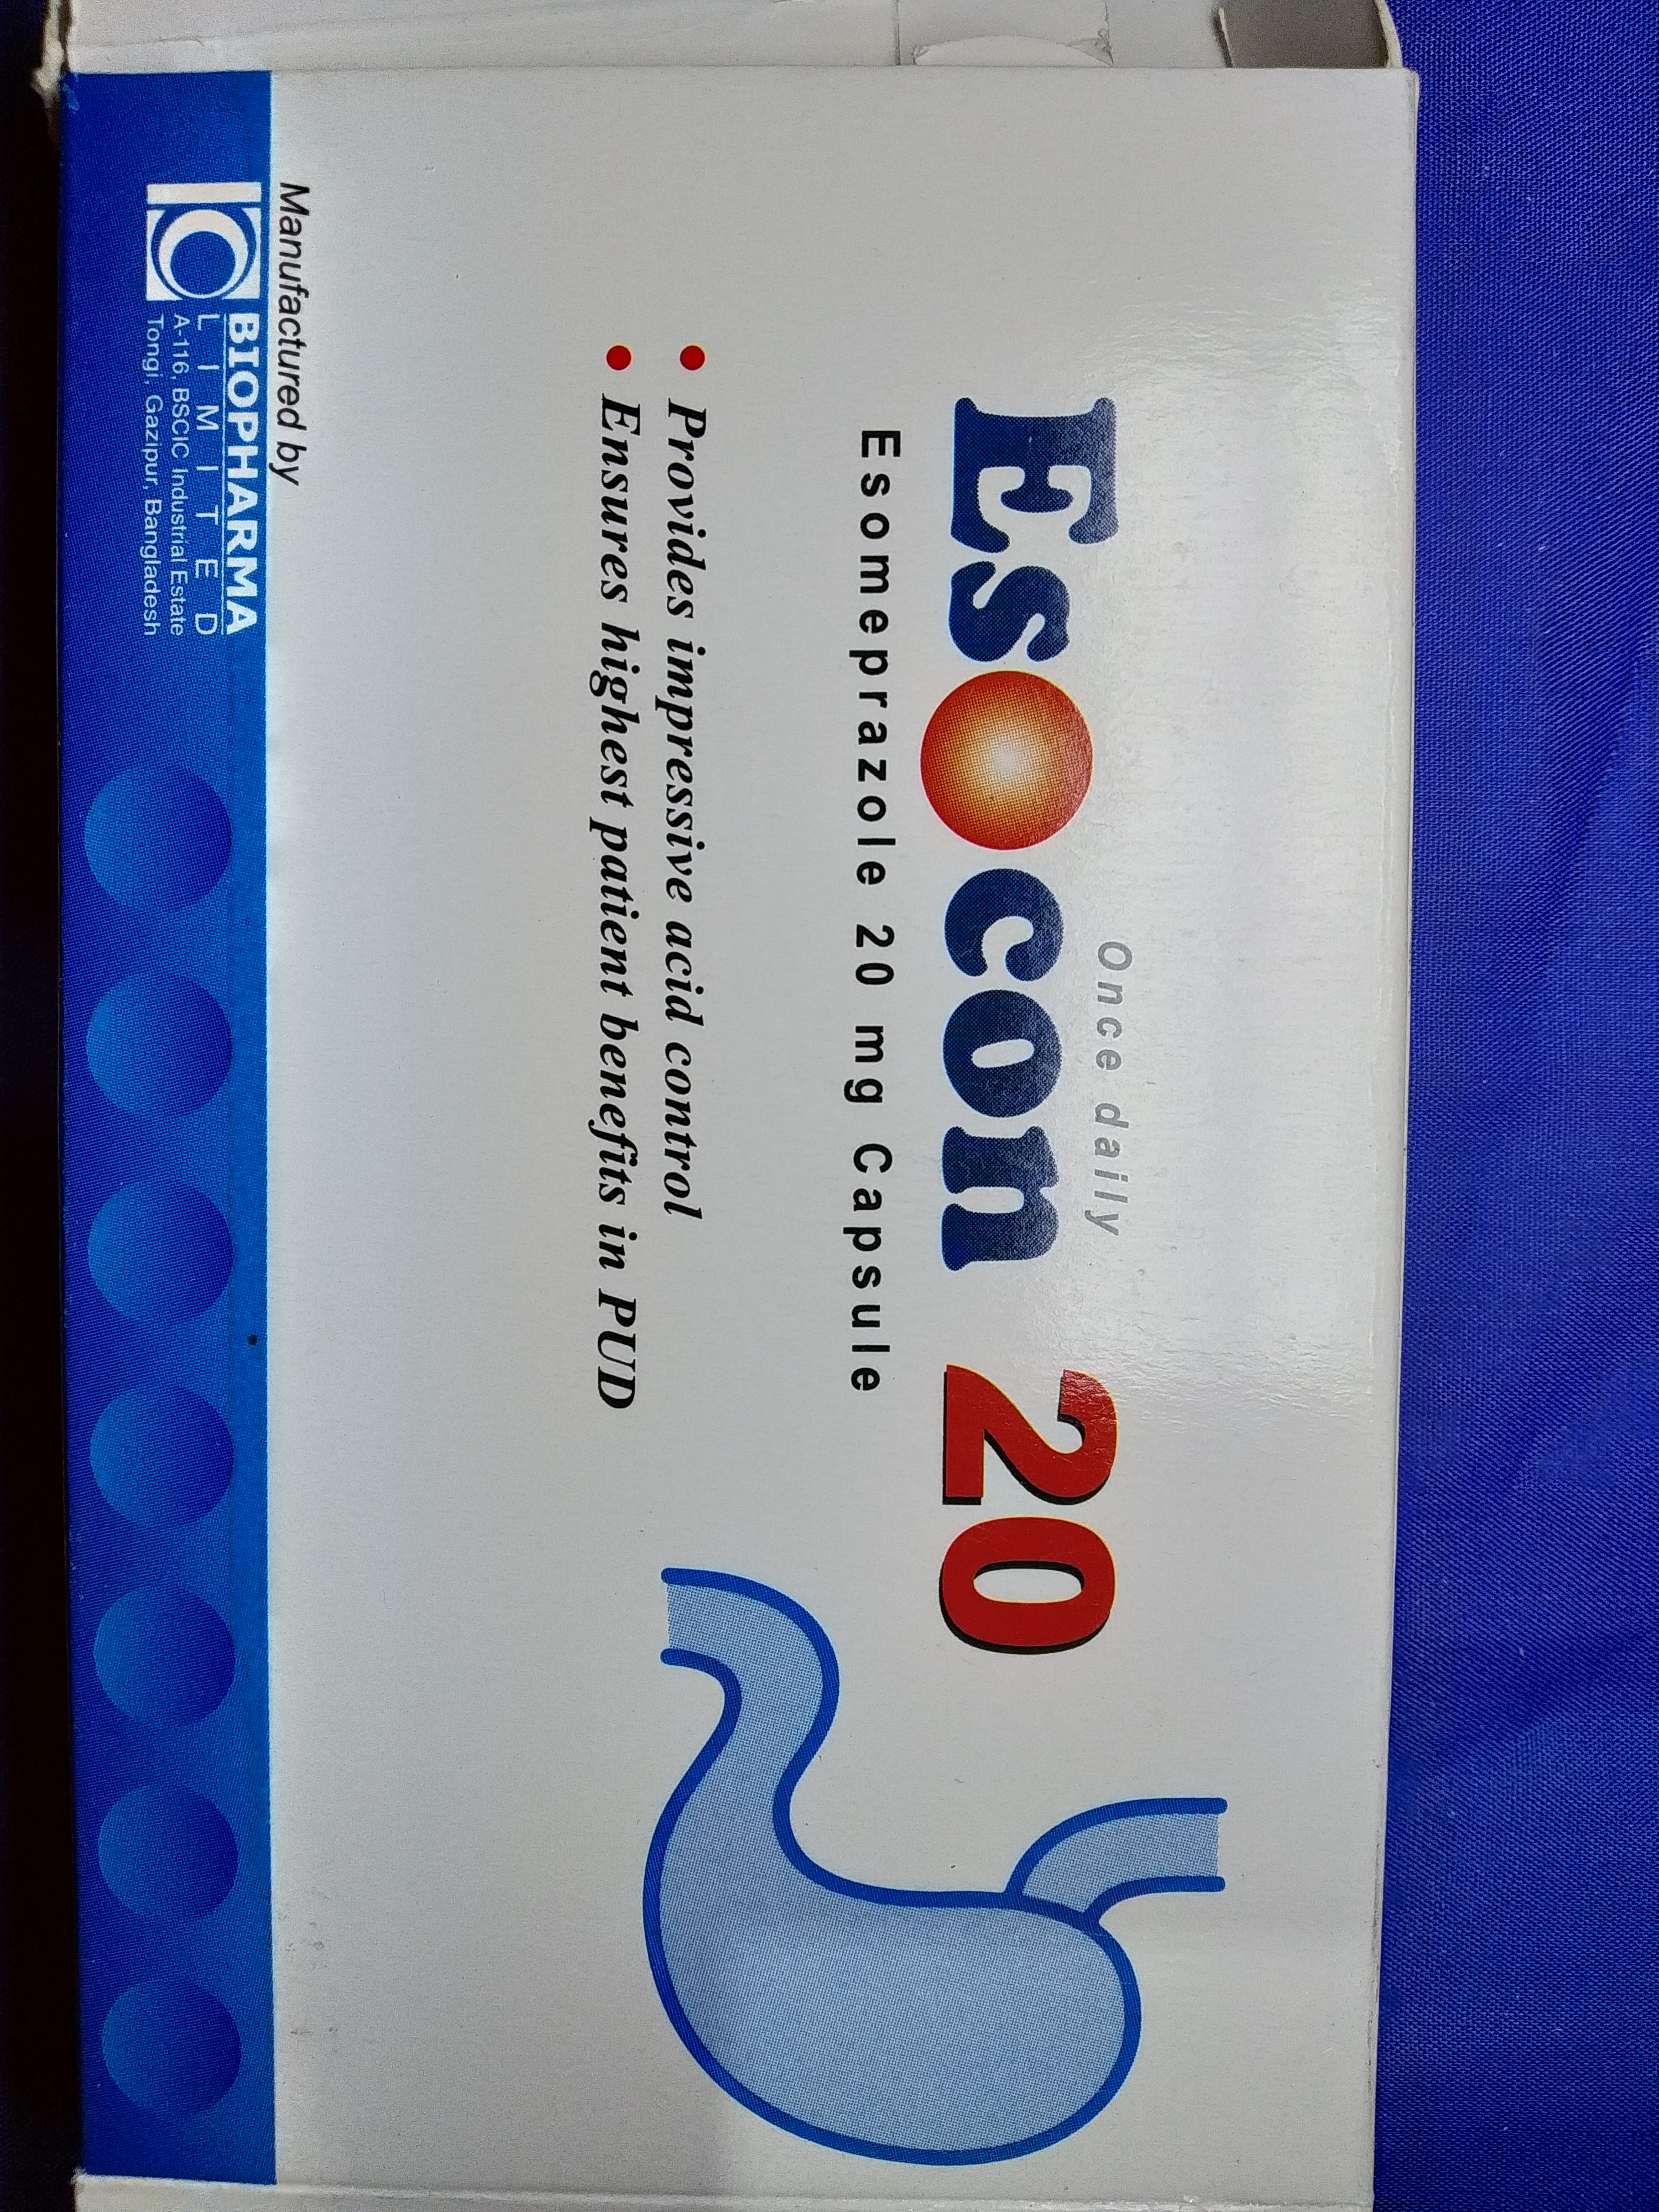 Once daily
Esocon 20
Esomeprazole 20 mg Capsule
• Provides impressive acid control
• Ensures highest patient benefits in PUD
Manufactured by
BIOPHARMA
LIMITED
A-116, BSCIC Industrial Estate
Tongi, Gazipur, Bangladesh